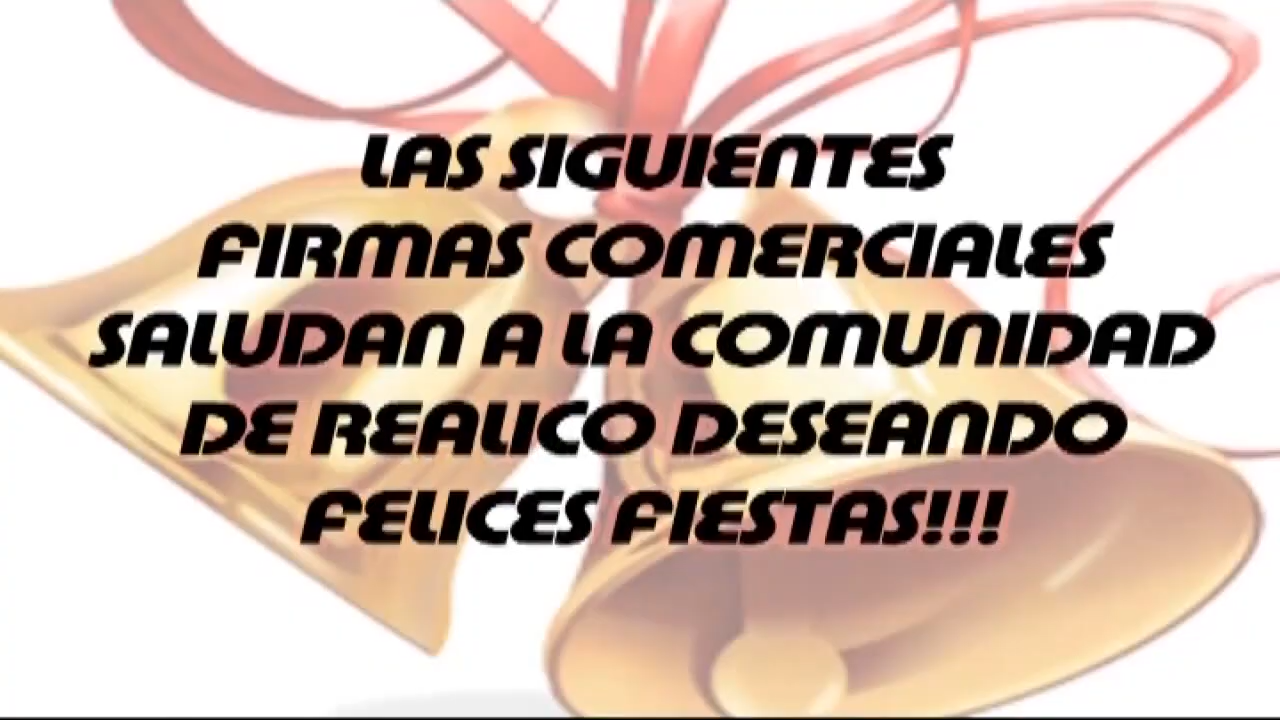 LAS SIGUIENTES
FIRMAS COMERCIALES
SALUDAN A LA COMUNIDAD
DE REALICO DESEANDO
FELICES FIESTAS!!!